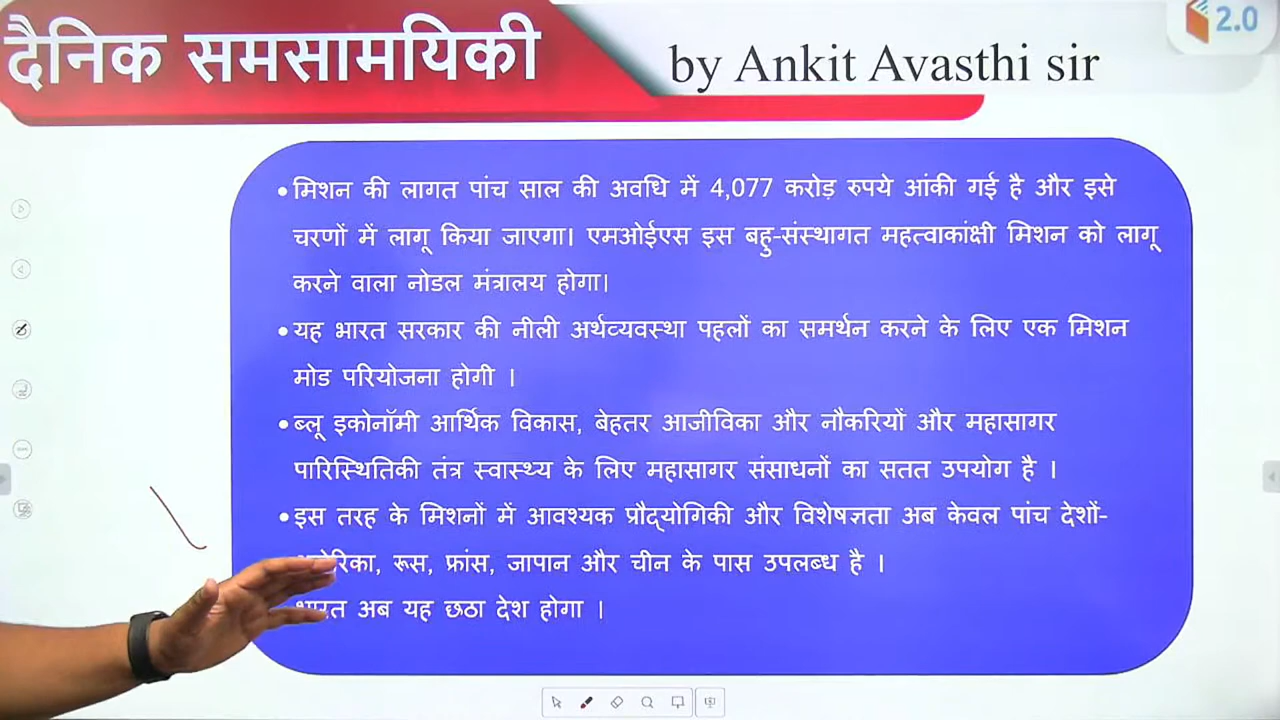 दैनिक समसामयिकी
by Ankit Avasthi sir
2.0
•मिशन की लागत पांच साल की अवधि में 4,077 करोड़ रुपये आंकी गई है और इसे
चरणों में लागू किया जाएगा। एमओईएस इस बहु-संस्थागत महत्वाकांक्षी मिशन को लागू
करने वाला नोडल मंत्रालय होगा।
•यह भारत सरकार की नीली अर्थव्यवस्था पहलों का समर्थन करने के लिए एक मिशन
मोड परियोजना होगी ।
•ब्लू इकोनॉमी आर्थिक विकास, बेहतर आजीविका और नौकरियों और महासागर
पारिस्थितिकी तंत्र स्वास्थ्य के लिए महासागर संसाधनों का सतत उपयोग है ।
•इस तरह के मिशनों में आवश्यक प्रौद्योगिकी और विशेषज्ञता अब केवल पांच देशों-
रूस, फ्रांस, जापान और चीन के पास उपलब्ध है ।
भारत अब यह छठा देश होगा ।